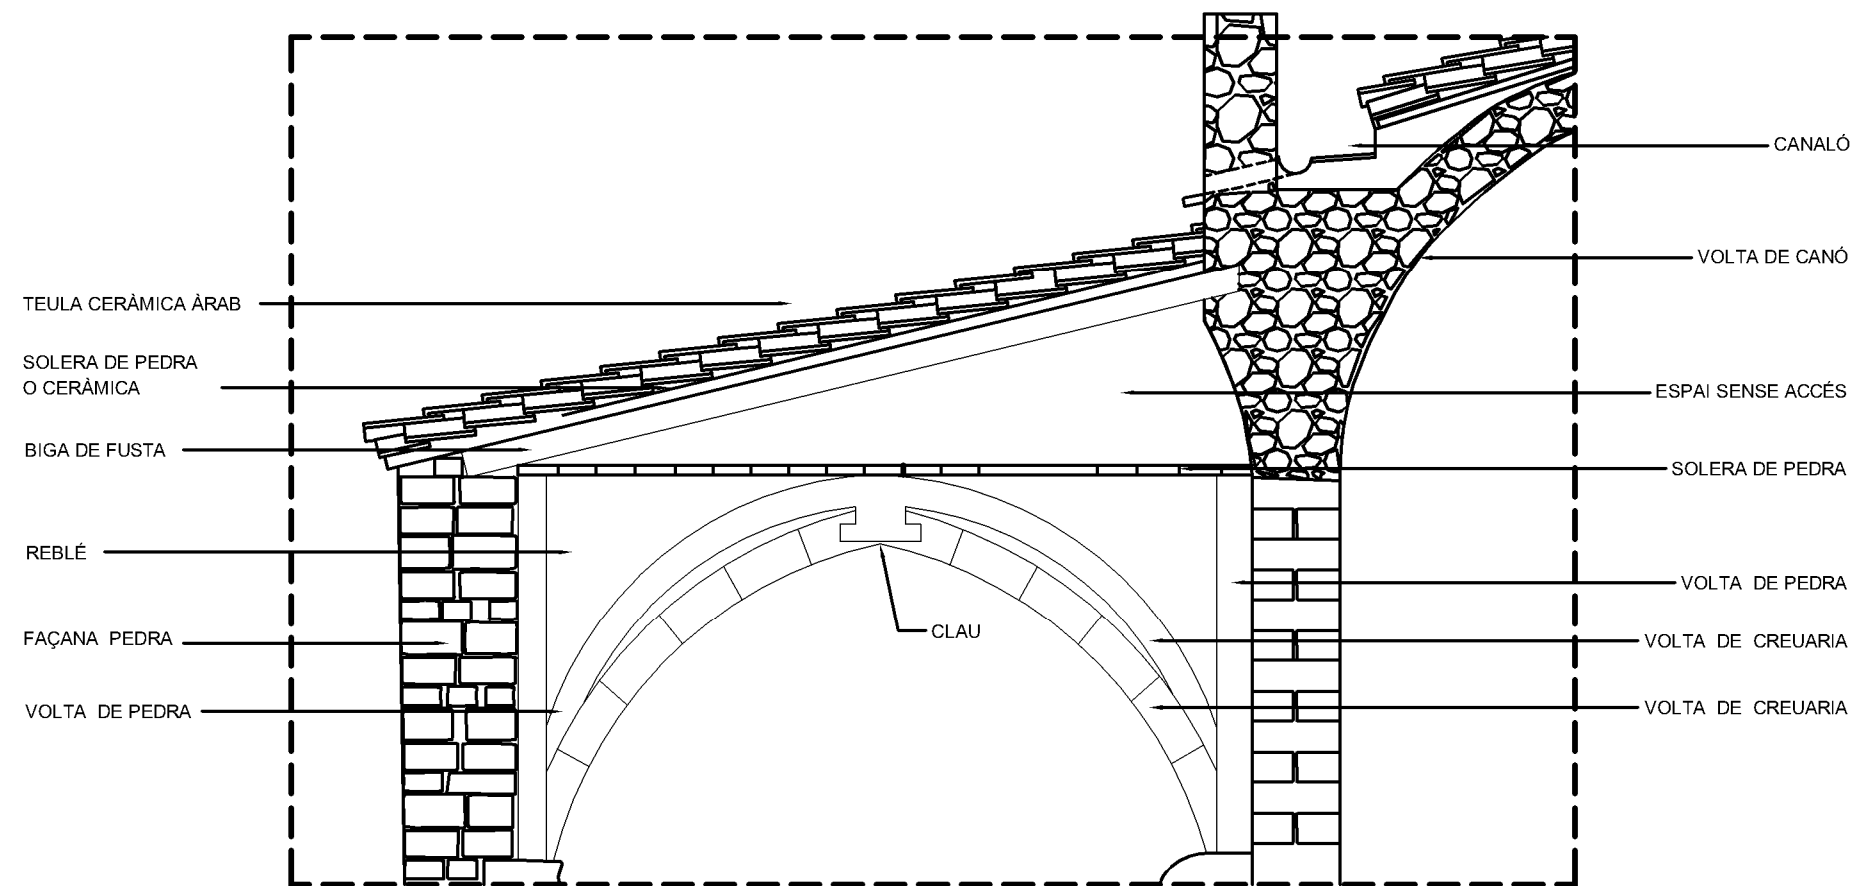 CANALÓ
VOLTA DE CANÓ
TEULA CERÀMICA ÀRAB
SOLERA DE PEDRA
O CERÀMICA
ESPAI SENSE ACCÉS
BIGA DE FUSTA
SOLERA DE PEDRA
REBLÉ
VOLTA DE PEDRA
CLAU
FAÇANA PEDRA
VOLTA DE CREUARIA
VOLTA DE PEDRA
VOLTA DE CREUARIA